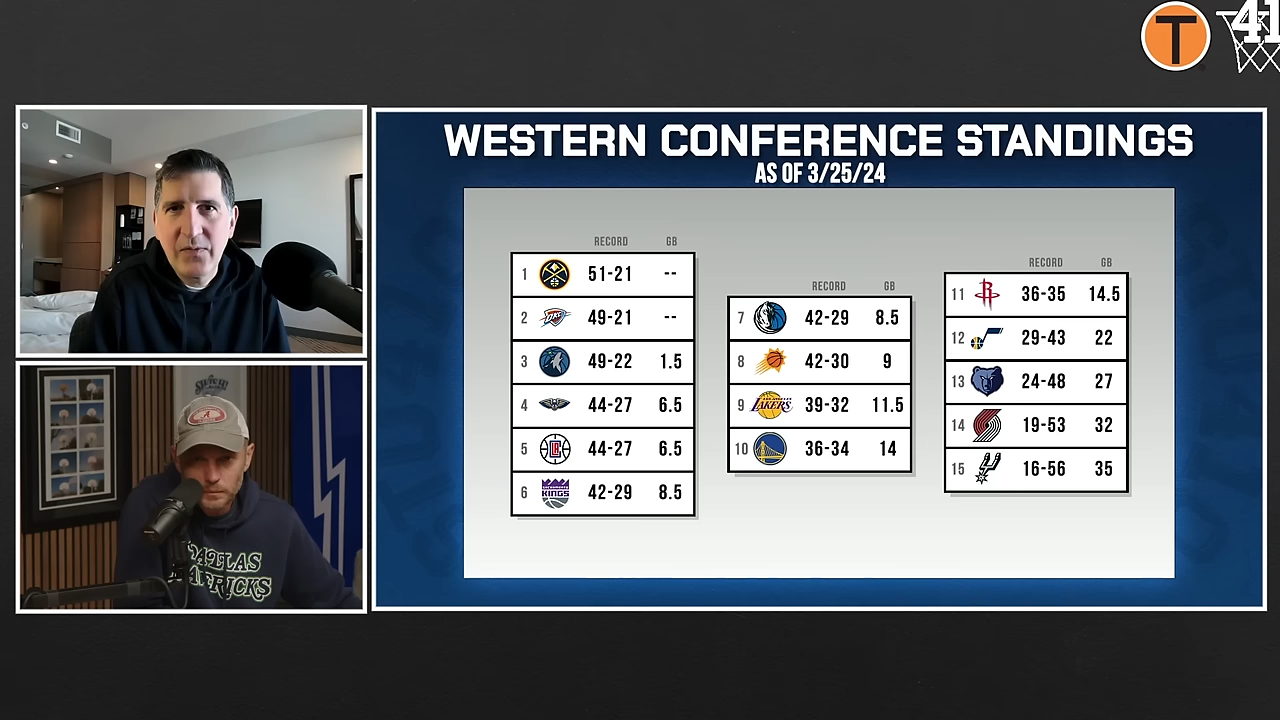 T
41
WESTERN CONFERENCE STANDINGS
AS OF 3/25/24
RECORD GB
1 51-21 --
2 49-21 --
3 49-22 1.5
4 44-27 6.5
5 44-27 6.5
6 KINGS 42-29 8.5
RECORD GB
7 42-29 8.5
8 42-30 9
9 LAKERS 39-32 11.5
10 36-34 14
RECORD GB
11 R 36-35 14.5
12 29-43 22
13 24-48 27
14 19-53 32
15 16-56 35
A
DALLAS
MAVERICKS